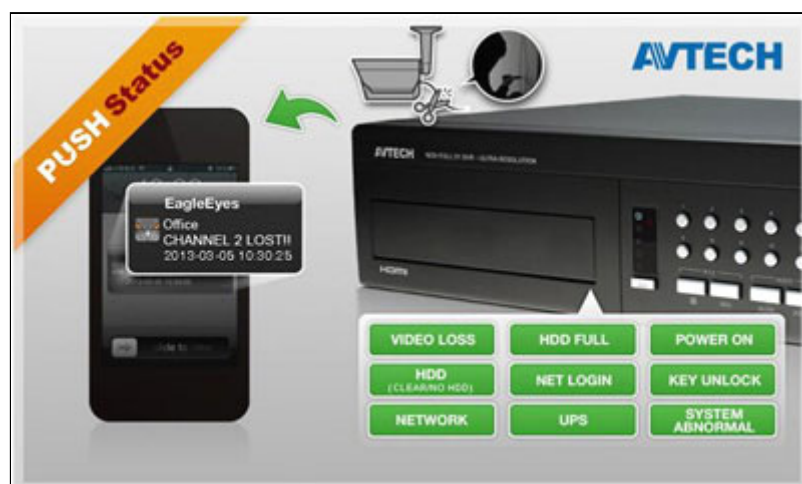 PUSH Status
AVTECH
AVTECH
HDMI
EagleEyes
Office
CHANNEL 2 LOST!!
2013-03-05 10:30:25
VIDEO LOSS
HDD FULL
POWER ON
HDD
(CLEAR/NO HDD)
NET LOGIN
KEY UNLOCK
NETWORK
UPS
SYSTEM
ABNORMAL